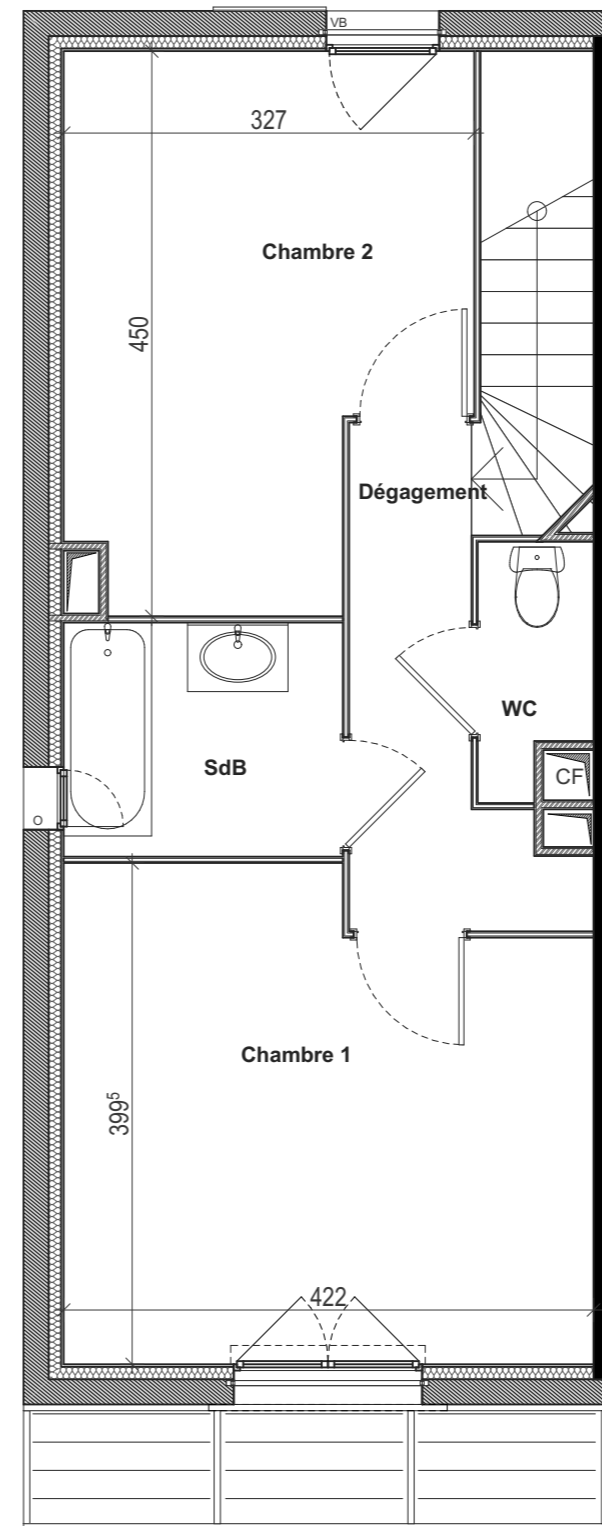 VB
327
Chambre 2
450
Dégagement
WC
SdB
CF
Chambre 1
399⁵
422